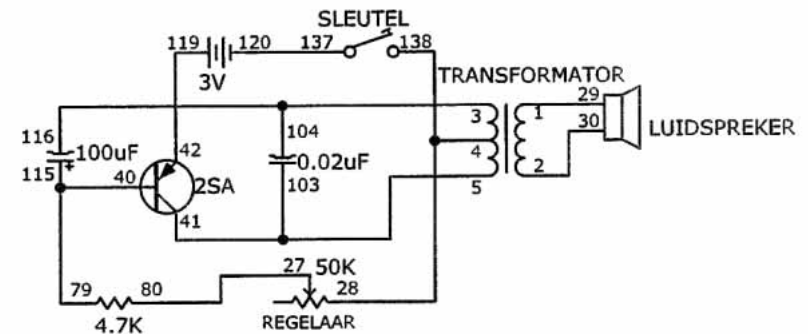 SLEUTEL
119 120 137 138
3V
TRANSFORMATOR
116
100uF
115
40
42
2SA
41
104
0.02uF
103
3
4
5
1
2
29
30
LUIDSPREKER
79 80
4.7K
27 50K
28
REGELAAR